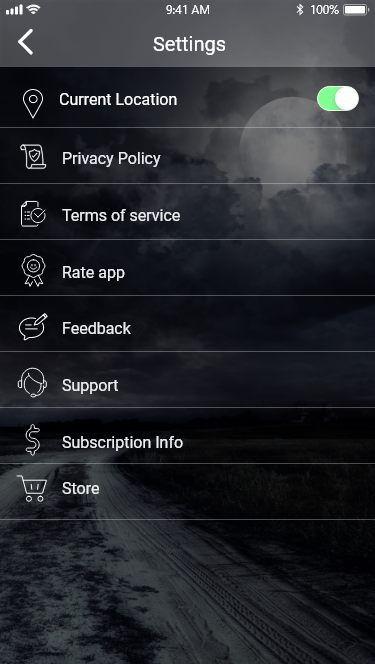 9:41 AM 100%
Settings
Current Location
Privacy Policy
Terms of service
Rate app
Feedback
Support
Subscription Info
Store